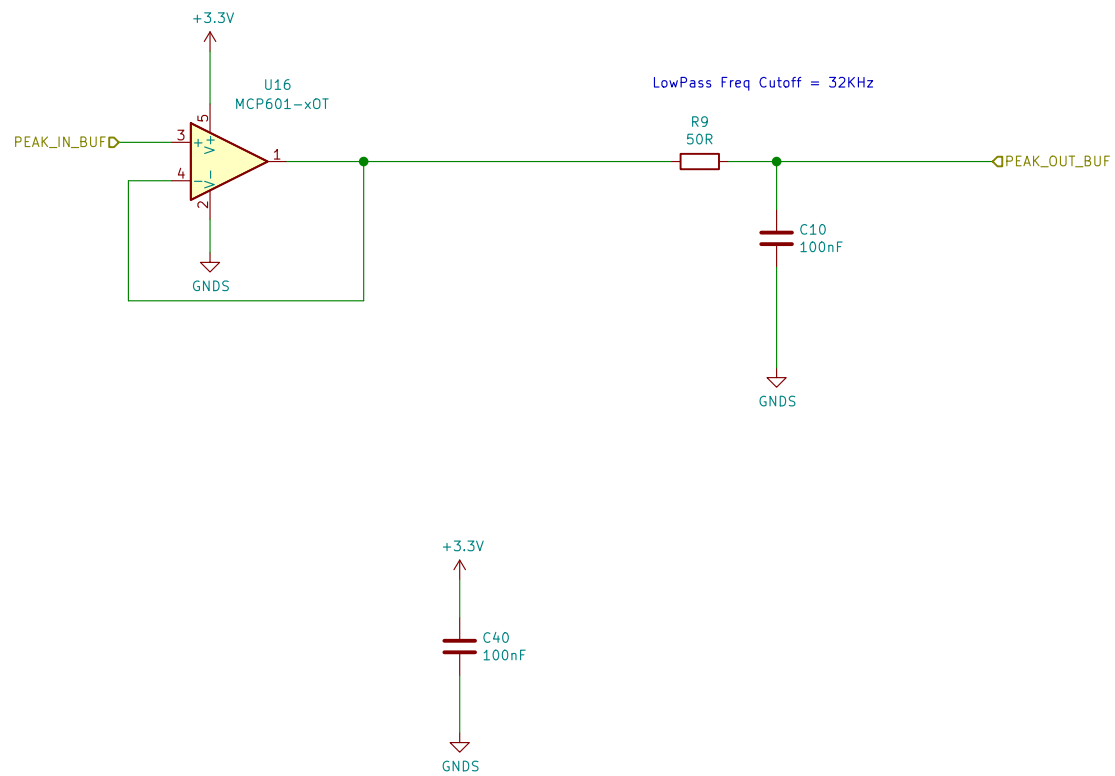 +3.3V
U16
MCP601-xOT
LowPass Freq Cutoff = 32KHz
R9
50R
PEAK_IN_BUF
3
+
5
V+
1
4
-
V-
2
PEAK_OUT_BUF
GNDS
C10
100nF
GNDS
+3.3V
C40
100nF
GNDS